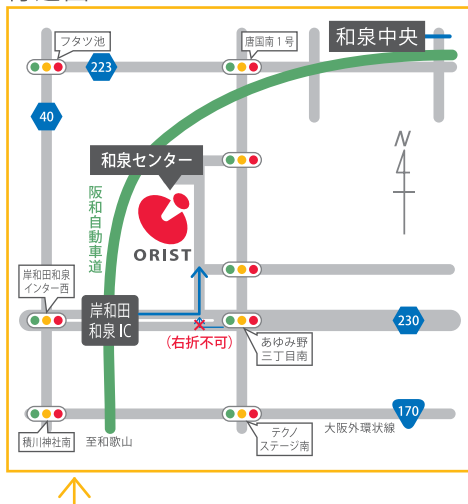 フタツ池
唐国南1号
和泉中央
223
40
N
和泉センター
阪和自動車道
ORIST
岸和田和泉
インター西
岸和田
和泉IC
(右折不可)
あゆみ野
三丁目南
230
170
積川神社南
至和歌山
テクノ
ステージ南
大阪外環状線